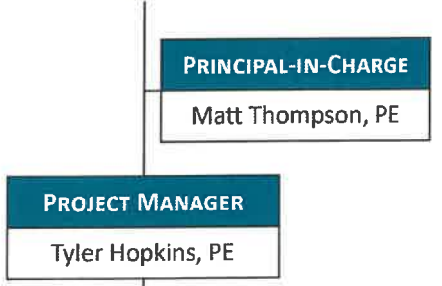 PRINCIPAL-IN-CHARGE
Matt Thompson, PE
PROJECT MANAGER
Tyler Hopkins, PE